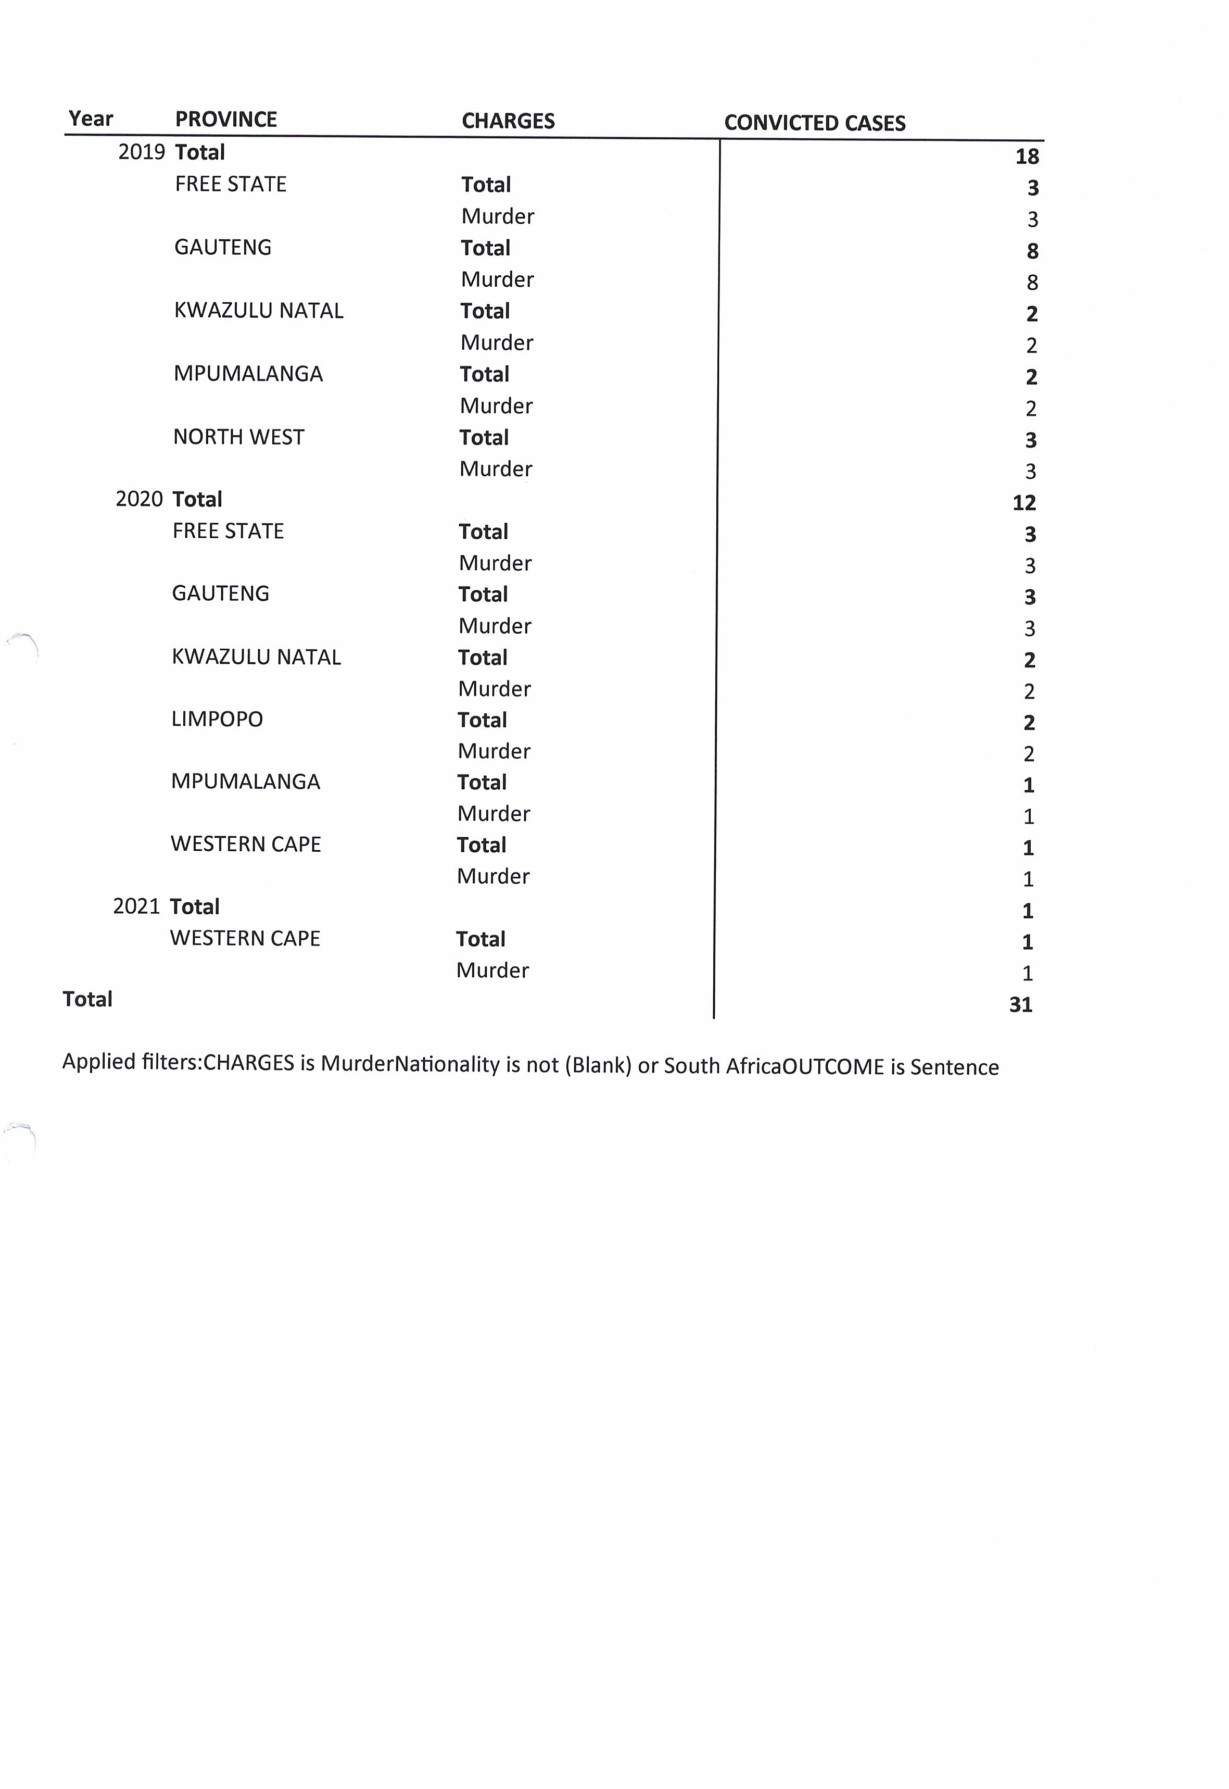 Year PROVINCE CHARGES CONVICTED CASES
2019 Total 18
FREE STATE Total 3
Murder 3
GAUTENG Total 8
Murder 8
KWAZULU NATAL Total 2
Murder 2
MPUMALANGA Total 2
Murder 2
NORTH WEST Total 3
Murder 3
2020 Total 12
FREE STATE Total 3
Murder 3
GAUTENG Total 3
Murder 3
KWAZULU NATAL Total 2
Murder 2
LIMPOPO Total 2
Murder 2
MPUMALANGA Total 1
Murder 1
WESTERN CAPE Total 1
Murder 1
2021 Total 1
WESTERN CAPE Total 1
Murder 1
Total 31
Applied filters:CHARGES is MurderNationality is not (Blank) or South AfricaOUTCOME is Sentence